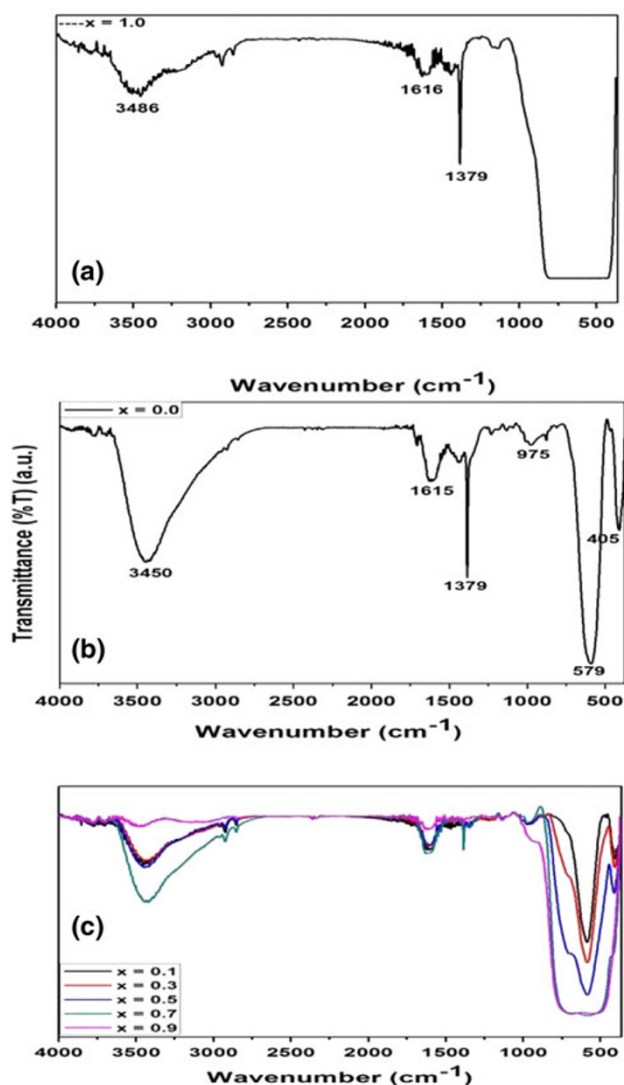 ----x = 1.0
3486
1616
1379
(a)
4000 3500 3000 2500 2000 1500 1000 500
Wavenumber (cm⁻¹)
x = 0.0
Transmittance (%T) (a.u.)
3450
1615
1379
975
579
405
(b)
4000 3500 3000 2500 2000 1500 1000 500
Wavenumber (cm⁻¹)
(c)
x = 0.1
x = 0.3
x = 0.5
x = 0.7
x = 0.9
4000 3500 3000 2500 2000 1500 1000 500
Wavenumber (cm⁻¹)